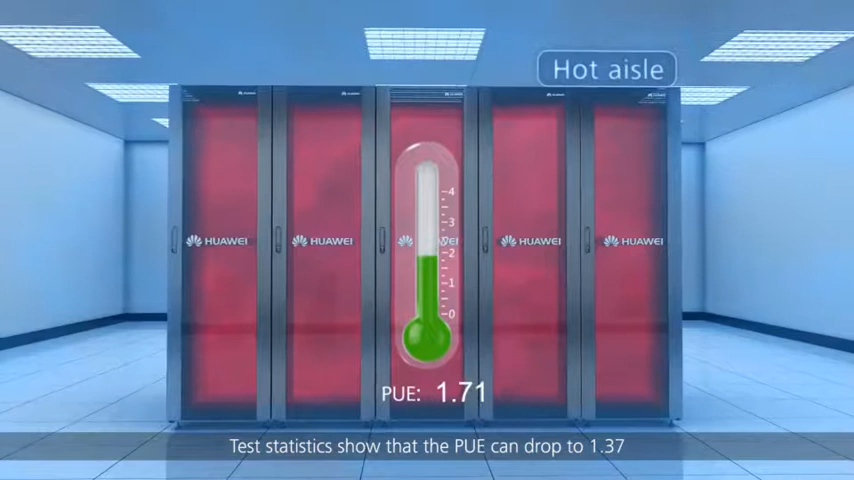 Hot aisle
HUAWEI
HUAWEI
HUAWEI
HUAWEI
4
3
2
1
0
PUE: 1.71
Test statistics show that the PUE can drop to 1.37